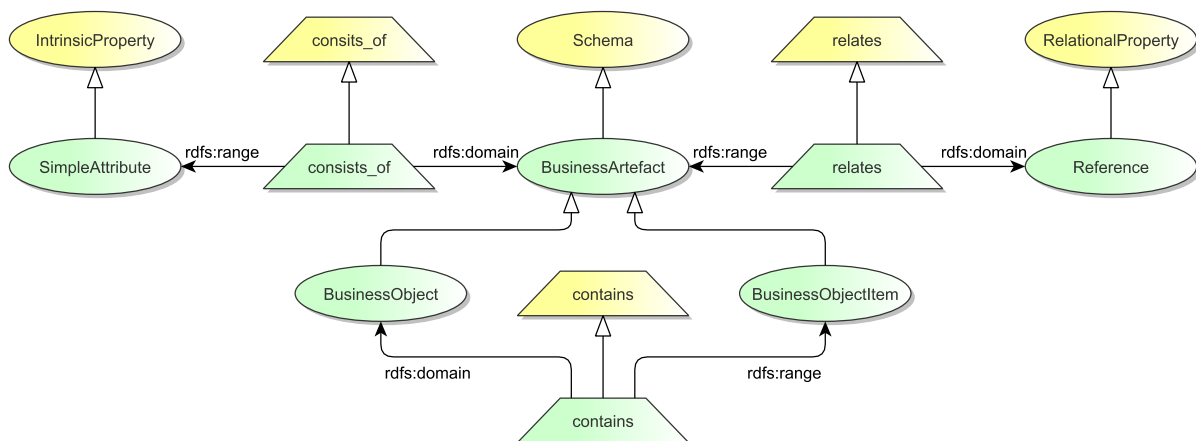 IntrinsicProperty
consits_of
Schema
relates
RelationalProperty
rdfs:range
rdfs:domain
rdfs:range
rdfs:domain
SimpleAttribute
consists_of
BusinessArtefact
relates
Reference
BusinessObject
contains
BusinessObjectItem
rdfs:domain
rdfs:range
contains